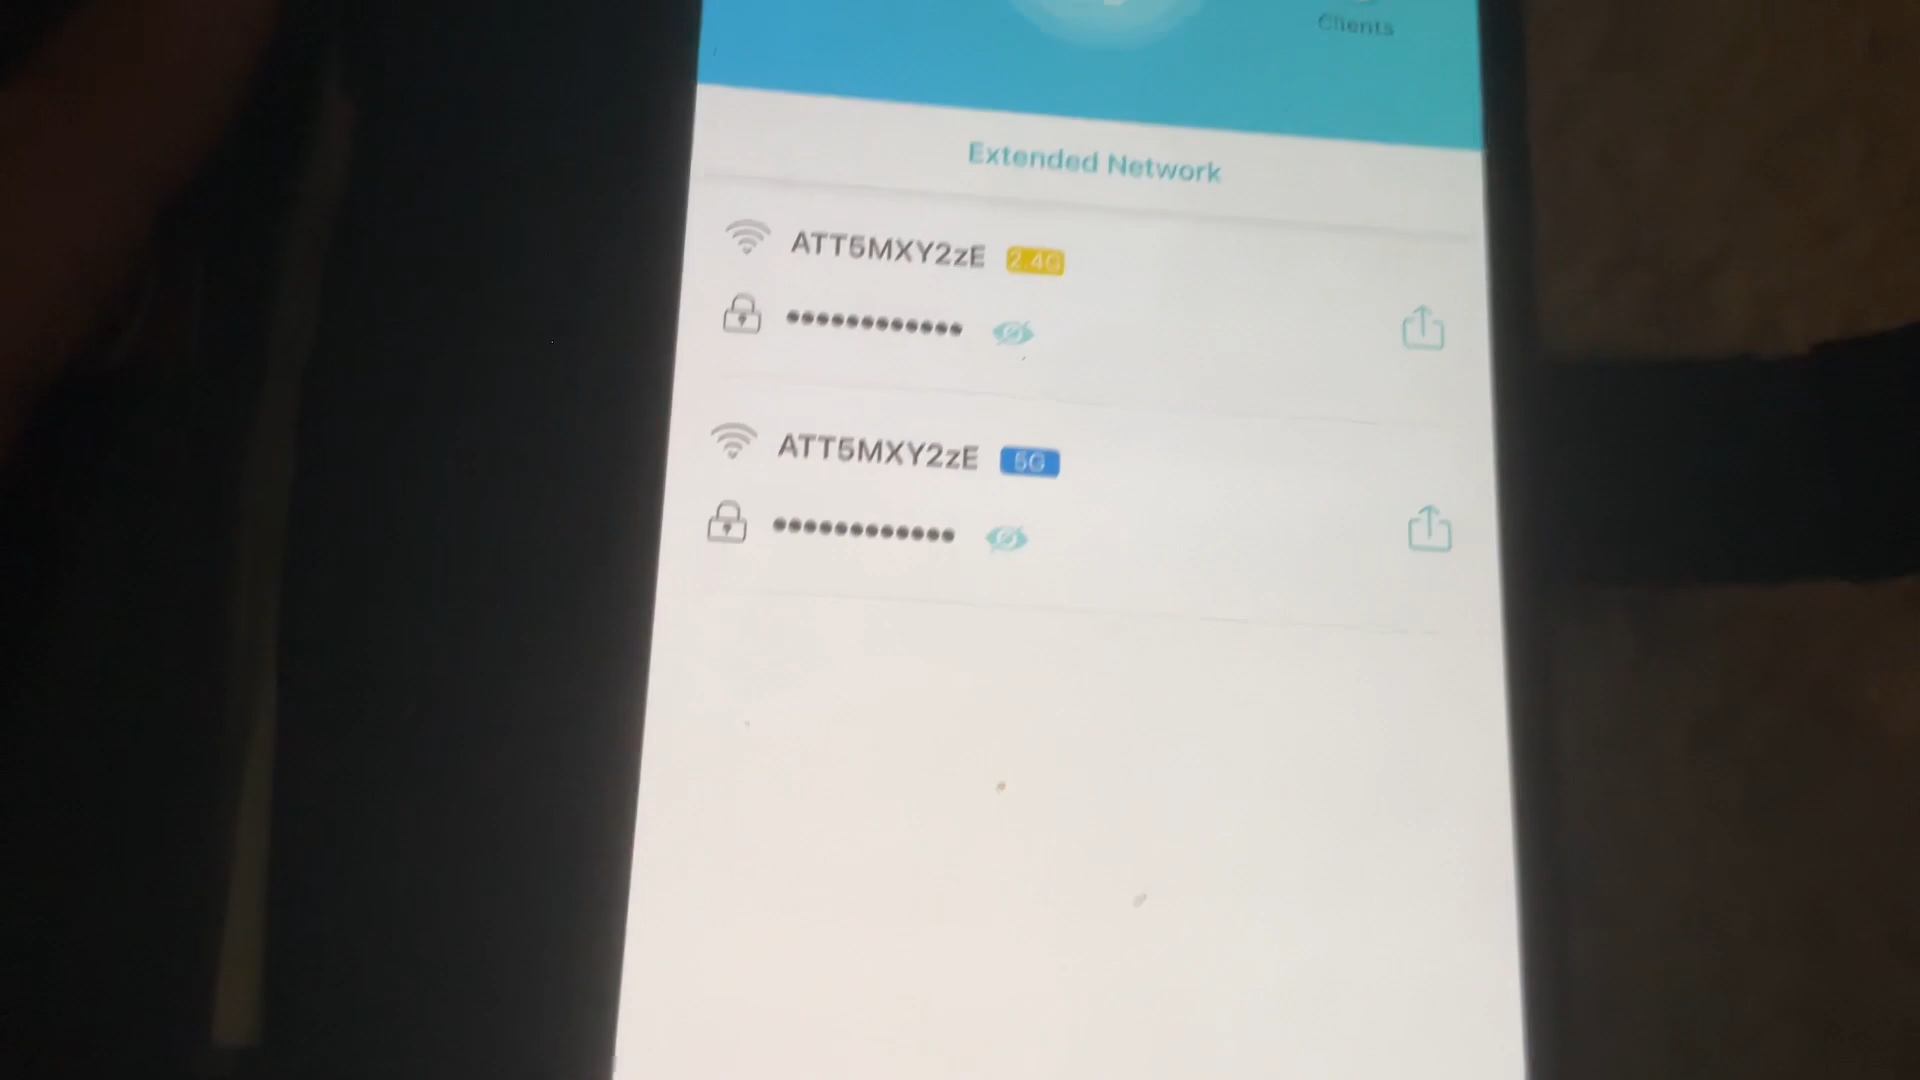 Clients
Extended Network
ATT5MXY2zE 2.4G
••••••••••••
ATT5MXY2zE 5G
••••••••••••